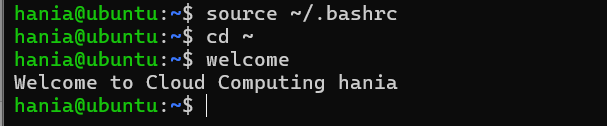 hania@ubuntu:~$ source ~/.bashrc
hania@ubuntu:~$ cd ~
hania@ubuntu:~$ welcome
Welcome to Cloud Computing hania
hania@ubuntu:~$